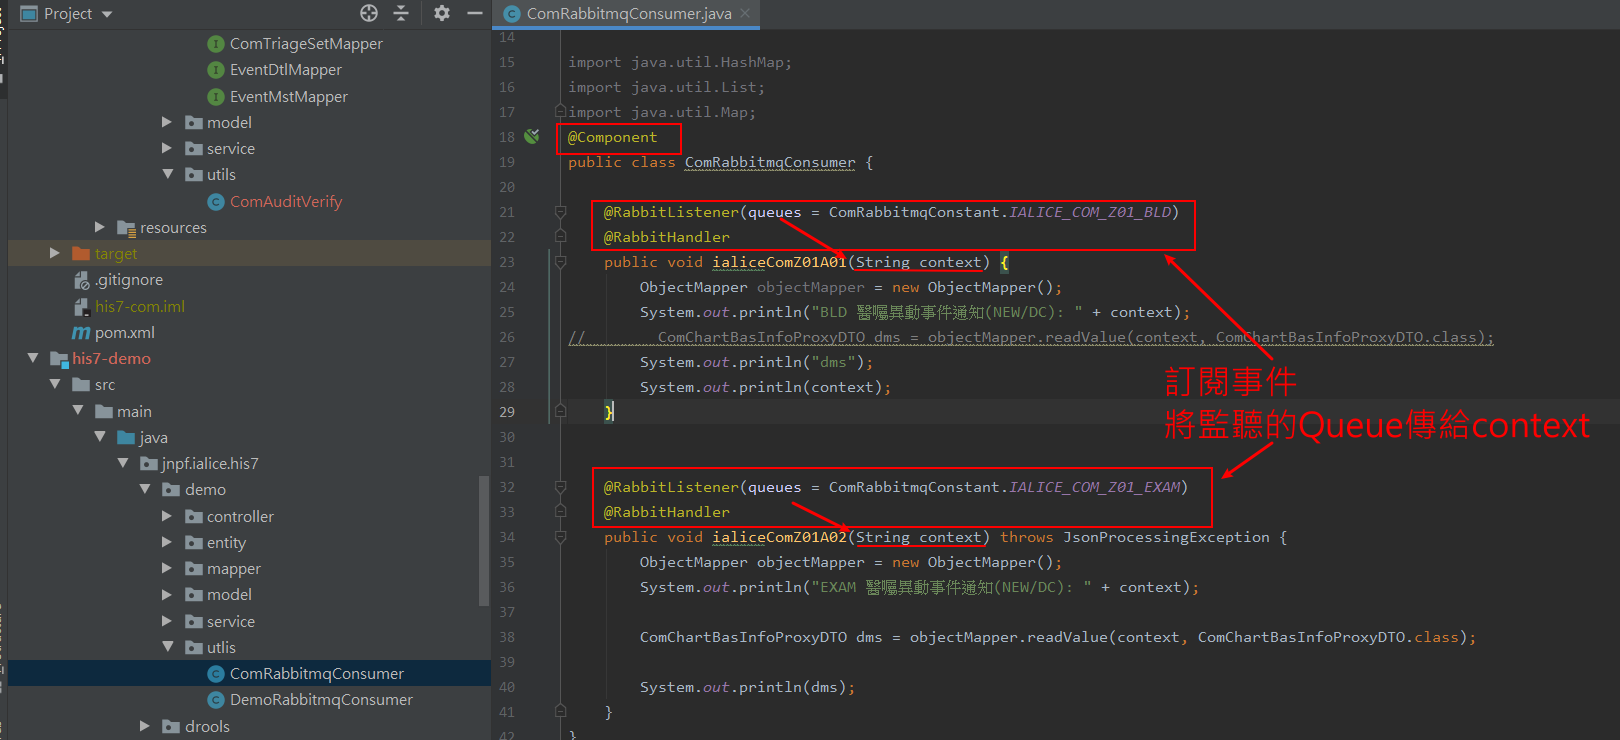 Project
ComTriageSetMapper
EventDtlMapper
EventMstMapper
model
service
utils
ComAuditVerify
resources
target
.gitignore
his7-com.iml
pom.xml
his7-demo
src
main
java
jnpf.ialice.his7
demo
controller
entity
mapper
model
service
utlis
ComRabbitmqConsumer
DemoRabbitmqConsumer
drools
ComRabbitmqConsumer.java
14
15 import java.util.HashMap;
16 import java.util.List;
17 import java.util.Map;
18 @Component
19 public class ComRabbitmqConsumer {
20
21 @RabbitListener(queues = ComRabbitmqConstant.IALICE_COM_Z01_BLD)
22 @RabbitHandler
23 public void ialiceComZ01A01(String context) {
24 ObjectMapper objectMapper = new ObjectMapper();
25 System.out.println("BLD 醫囑異動事件通知(NEW/DC): " + context);
26 // ComChartBasInfoProxyDTO dms = objectMapper.readValue(context, ComChartBasInfoProxyDTO.class);
27 System.out.println("dms");
28 System.out.println(context);
29 }
訂閱事件
將監聽的Queue傳給context
30
31
32 @RabbitListener(queues = ComRabbitmqConstant.IALICE_COM_Z01_EXAM)
33 @RabbitHandler
34 public void ialiceComZ01A02(String context) throws JsonProcessingException {
35 ObjectMapper objectMapper = new ObjectMapper();
36 System.out.println("EXAM 醫囑異動事件通知(NEW/DC): " + context);
37
38 ComChartBasInfoProxyDTO dms = objectMapper.readValue(context, ComChartBasInfoProxyDTO.class);
39
40 System.out.println(dms);
41 }
42 }